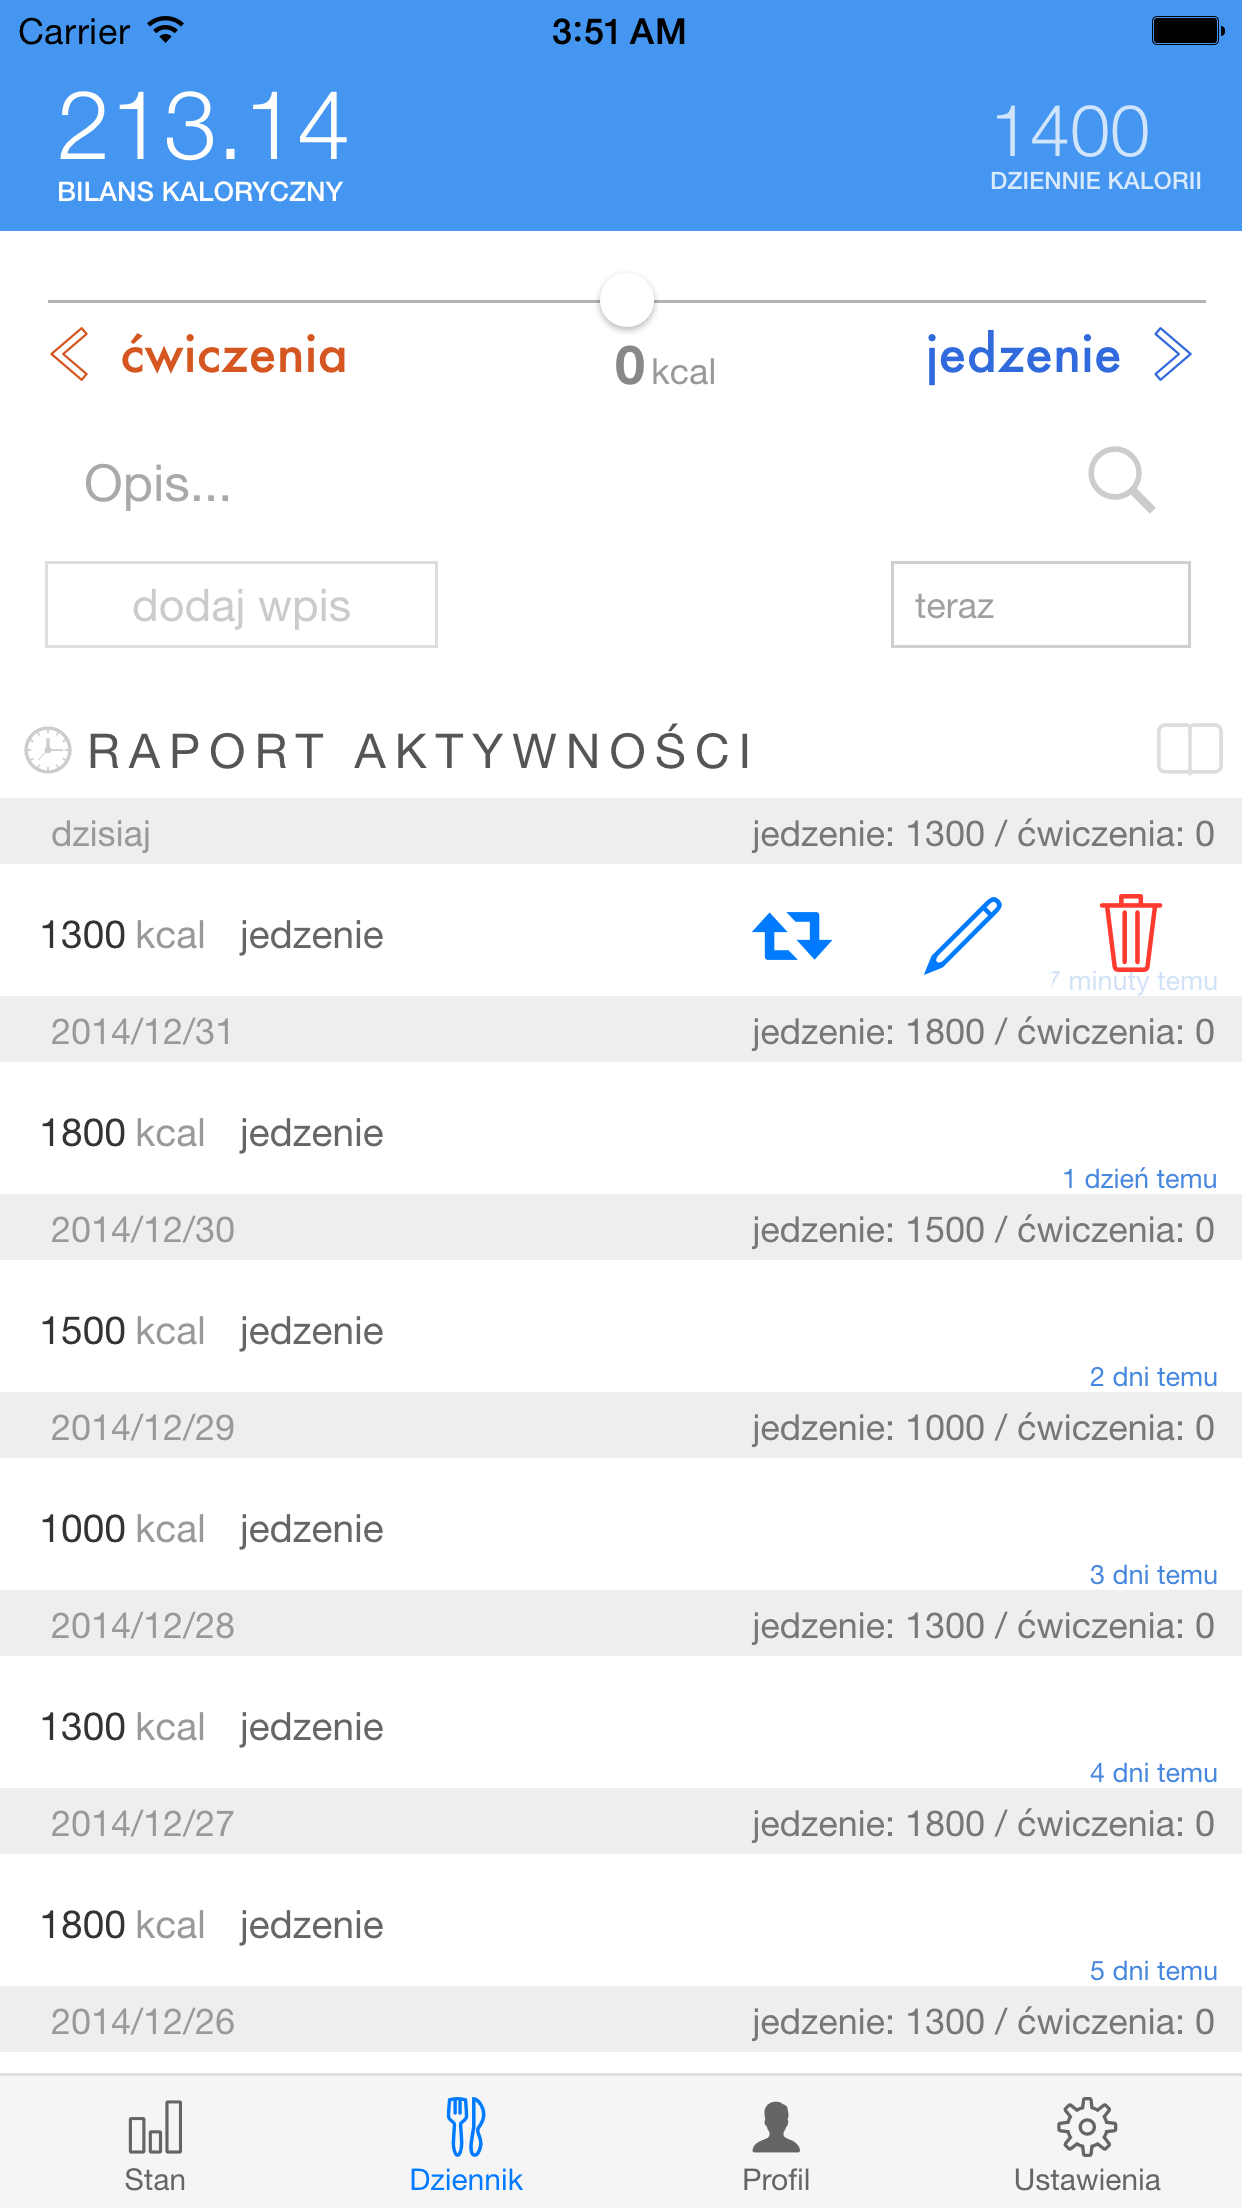 Carrier 3:51 AM
213.14 1400
BILANS KALORYCZNY DZIENNIE KALORII
ćwiczenia 0 kcal jedzenie
Opis...
dodaj wpis teraz
RAPORT AKTYWNOŚCI
dzisiaj jedzenie: 1300 / ćwiczenia: 0
1300 kcal jedzenie
7 minuty temu
2014/12/31 jedzenie: 1800 / ćwiczenia: 0
1800 kcal jedzenie
1 dzień temu
2014/12/30 jedzenie: 1500 / ćwiczenia: 0
1500 kcal jedzenie
2 dni temu
2014/12/29 jedzenie: 1000 / ćwiczenia: 0
1000 kcal jedzenie
3 dni temu
2014/12/28 jedzenie: 1300 / ćwiczenia: 0
1300 kcal jedzenie
4 dni temu
2014/12/27 jedzenie: 1800 / ćwiczenia: 0
1800 kcal jedzenie
5 dni temu
2014/12/26 jedzenie: 1300 / ćwiczenia: 0
Stan Dziennik Profil Ustawienia